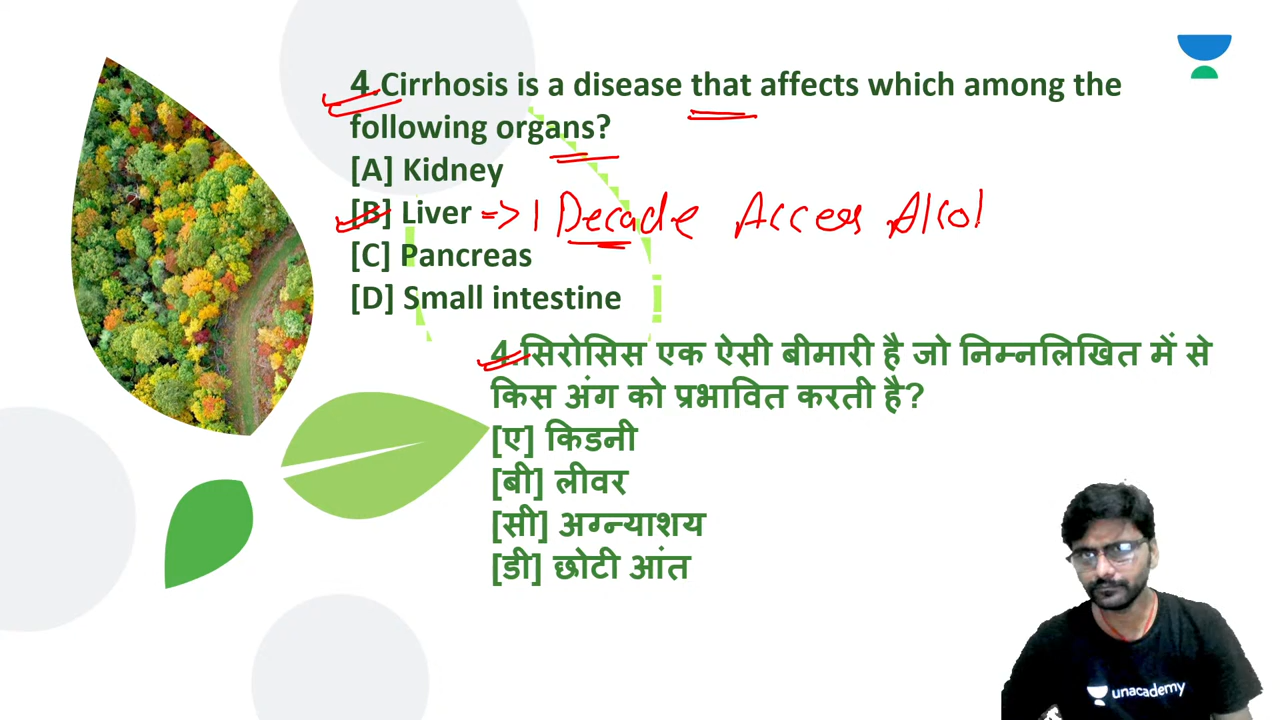 4.Cirrhosis is a disease that affects which among the
following organs?
[A] Kidney
[B] Liver => 1 Decade Access Alcol
[C] Pancreas
[D] Small intestine
4.सिरोसिस एक ऐसी बीमारी है जो निम्नलिखित में से
किस अंग को प्रभावित करती है?
[ए] किडनी
[बी] लीवर
[सी] अग्न्याशय
[डी] छोटी आंत
unacademy